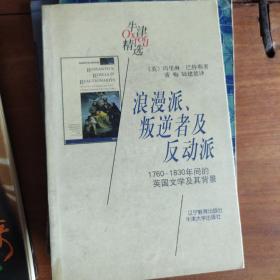 牛津
Oxford
精选
（英）玛里琳·巴特勒著
黄梅 陆建德译
浪漫派、
叛逆者及
反动派
1760-1830年间的
英国文学及其背景
辽宁教育出版社
牛津大学出版社